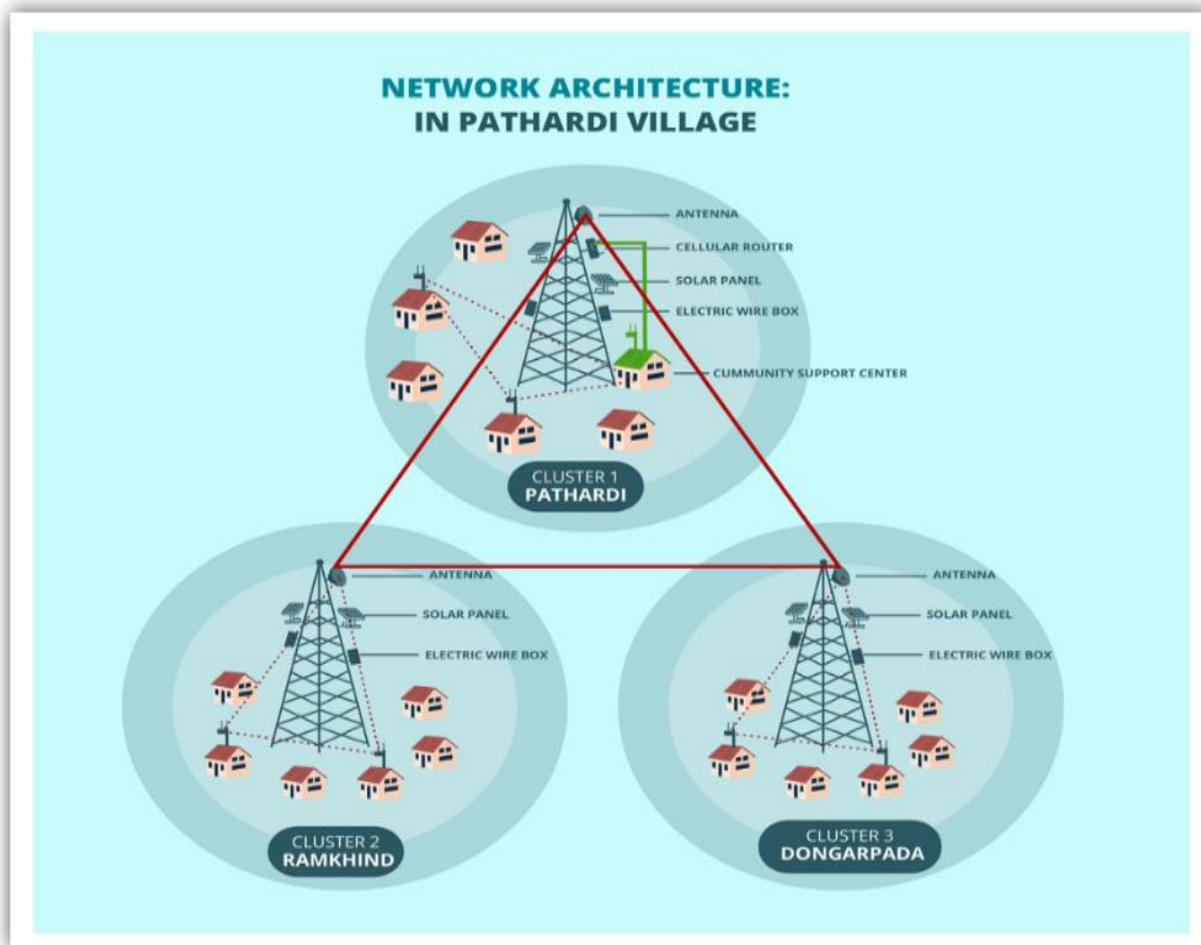 NETWORK ARCHITECTURE:
IN PATHARDI VILLAGE
ANTENNA
CELLULAR ROUTER
SOLAR PANEL
ELECTRIC WIRE BOX
CUMMUNITY SUPPORT CENTER
CLUSTER 1
PATHARDI
ANTENNA
SOLAR PANEL
ELECTRIC WIRE BOX
CLUSTER 2
RAMKHIND
ANTENNA
SOLAR PANEL
ELECTRIC WIRE BOX
CLUSTER 3
DONGARPADA